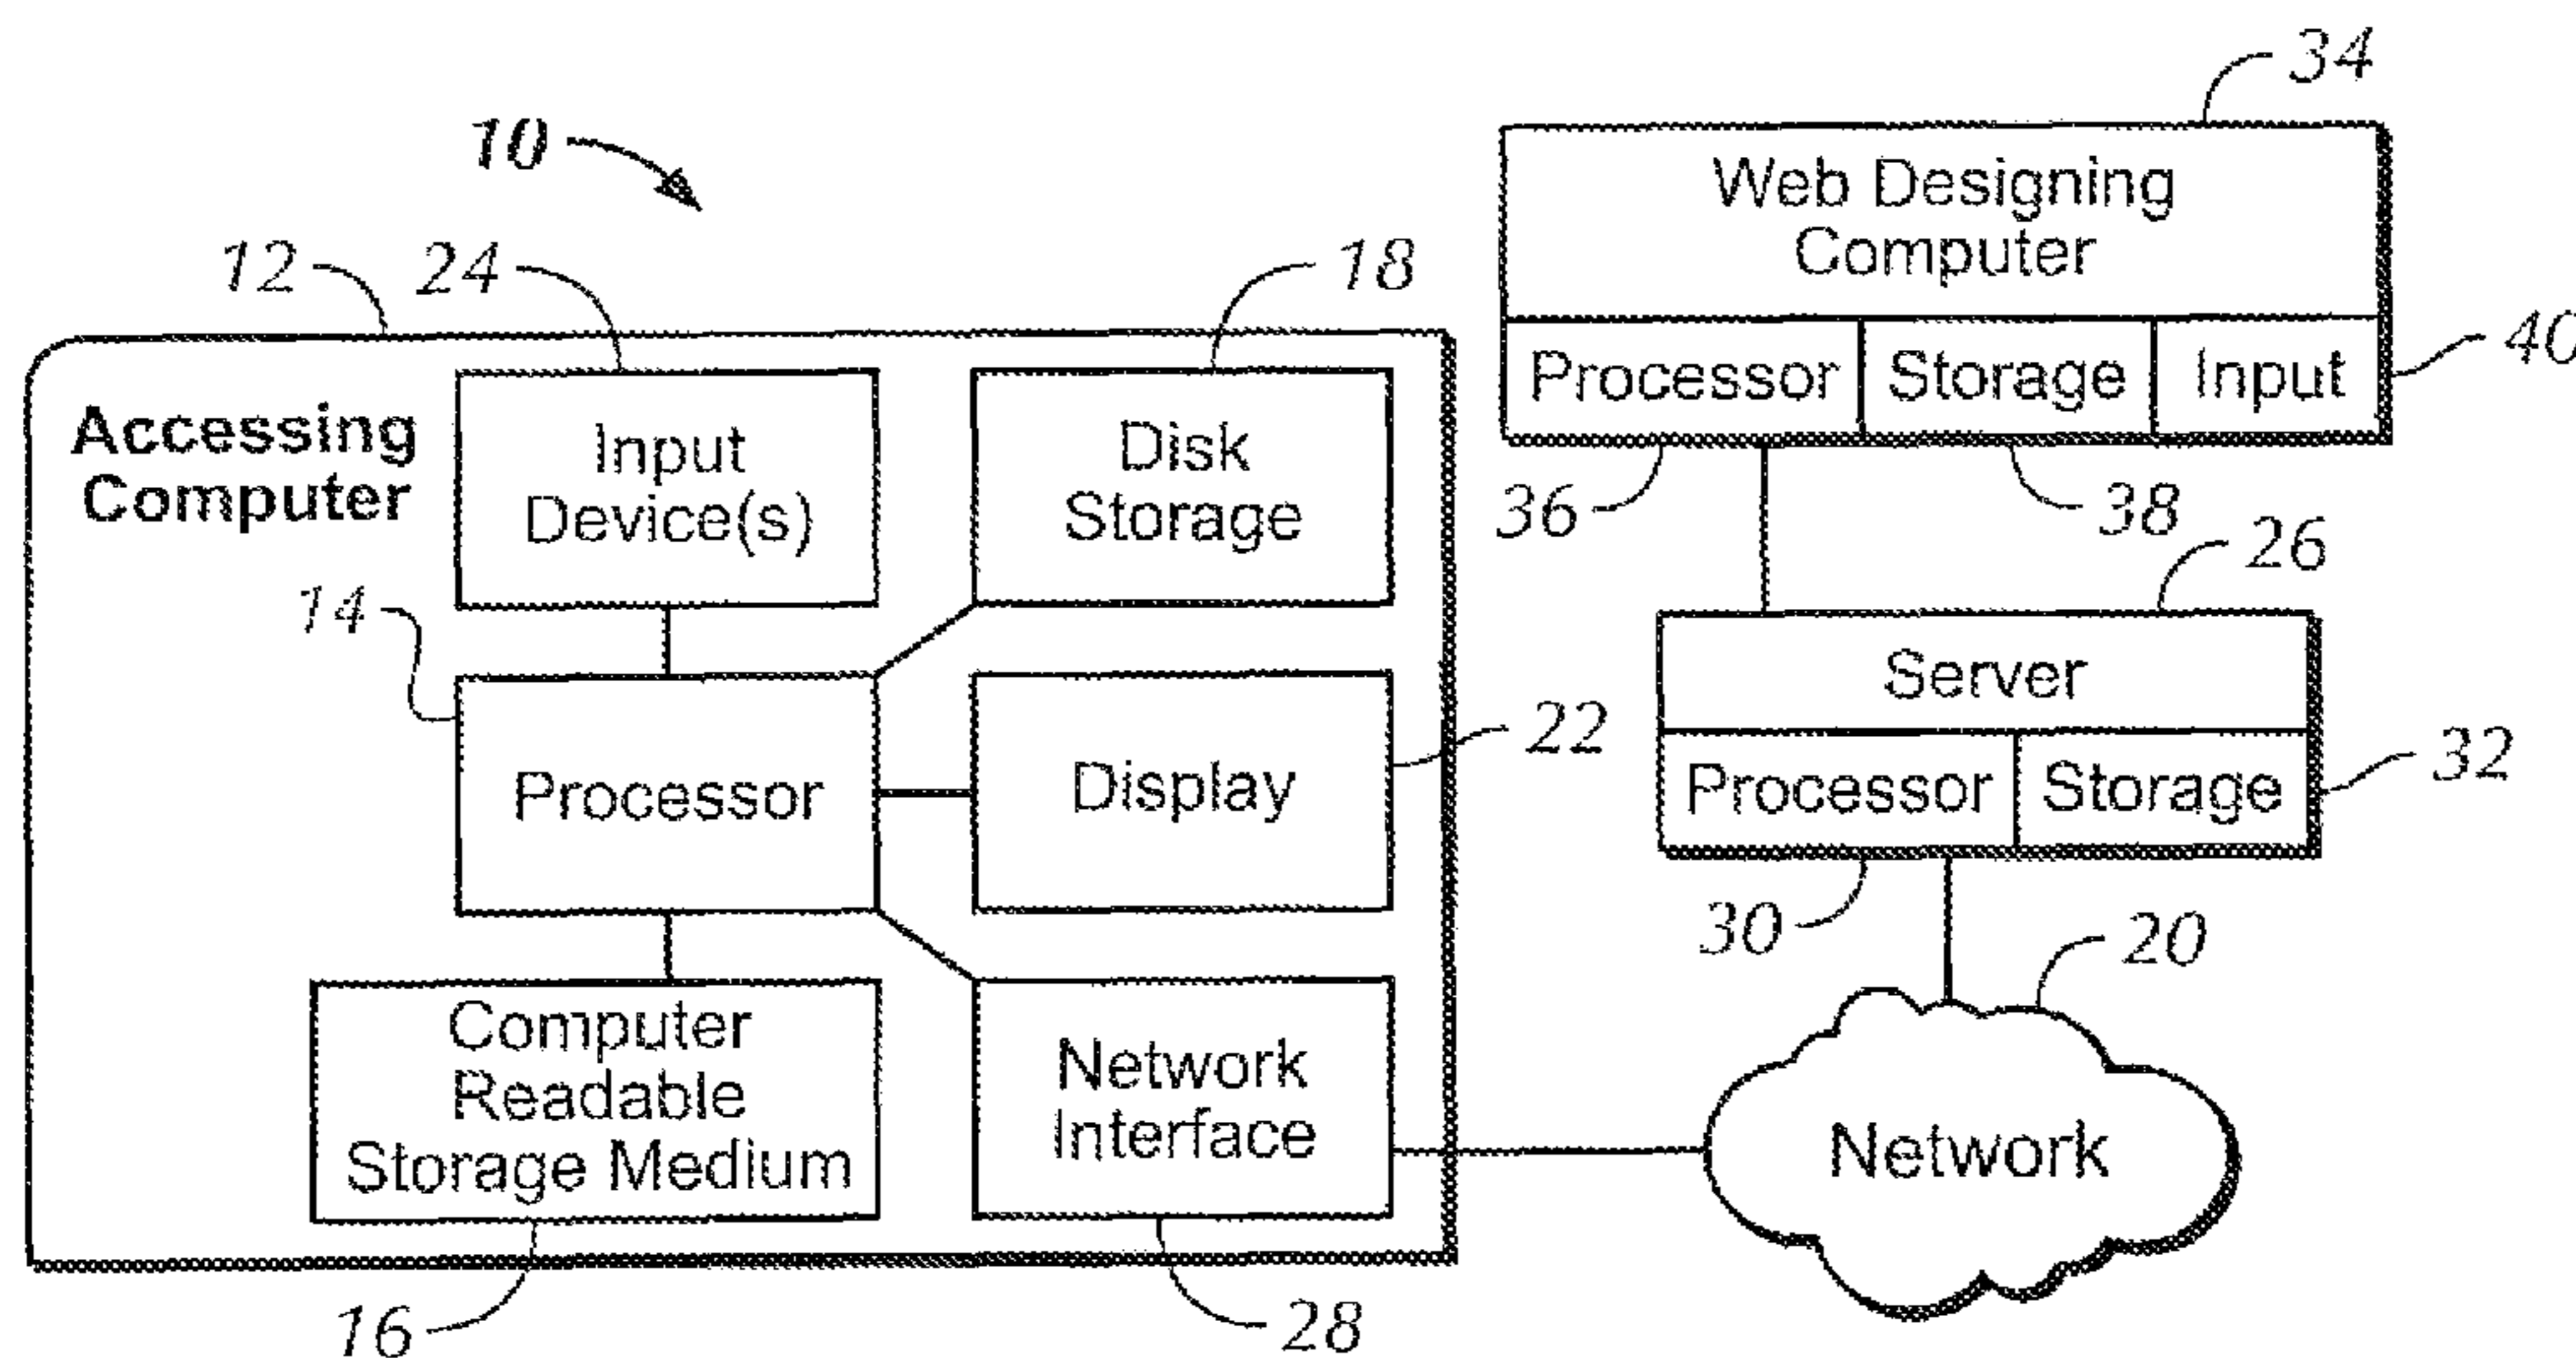 10
12
24
18
Accessing
Computer
Input
Device(s)
Disk
Storage
14
Processor
Display
22
Computer
Readable
Storage Medium
Network
Interface
16
28
34
Web Designing
Computer
Processor Storage Input
40
36
38
26
Server
Processor Storage
32
30
20
Network